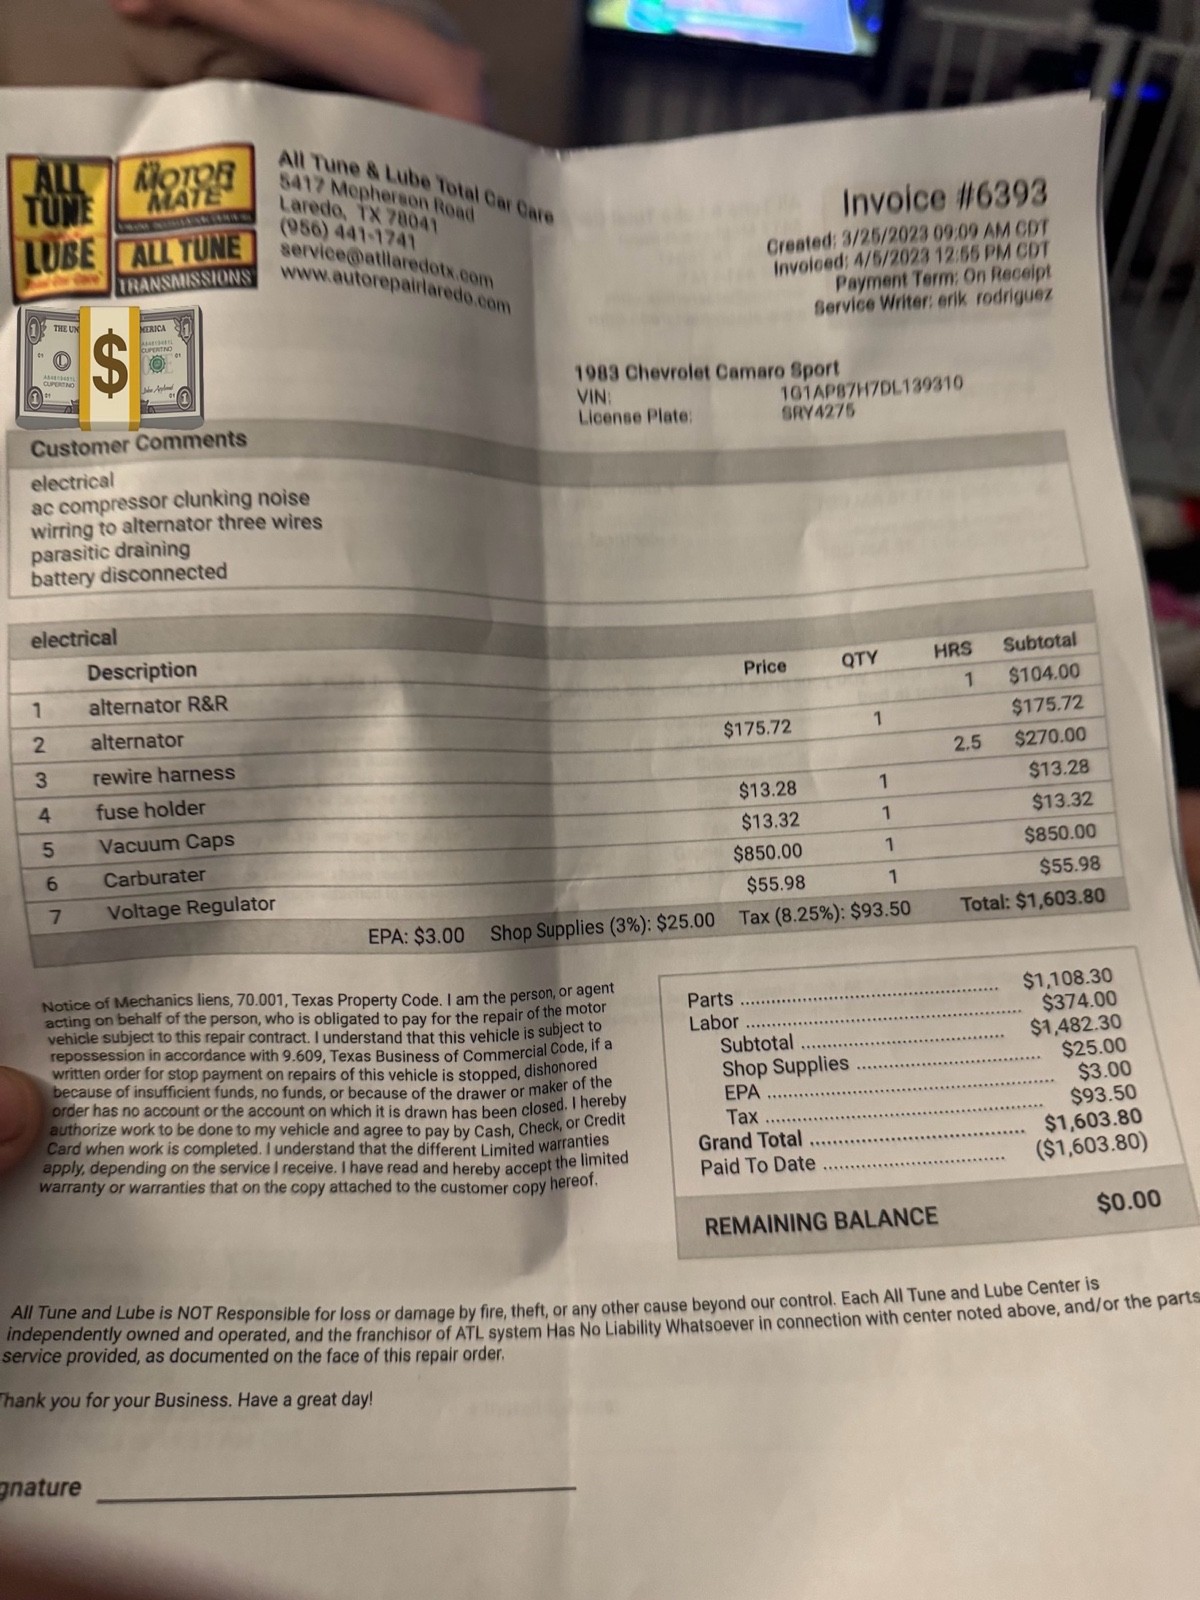 ALL TUNE LUBE
MOTOR MATE
ALL TUNE
TRANSMISSIONS
All Tune & Lube Total Car Care
5417 Mcpherson Road
Laredo, TX 78041
(956) 441-1741
service@atllaredotx.com
www.autorepairlaredo.com
Invoice #6393
Created: 3/25/2023 09:09 AM CDT
Invoiced: 4/5/2023 12:55 PM CDT
Payment Term: On Receipt
Service Writer: erik rodriguez
1983 Chevrolet Camaro Sport
VIN: 1G1AP87H7DL139310
License Plate: SRY4275
Customer Comments
electrical
ac compressor clunking noise
wirring to alternator three wires
parasitic draining
battery disconnected
electrical
Description Price QTY HRS Subtotal
1 alternator R&R 1 $104.00
2 alternator $175.72 1 $175.72
3 rewire harness 2.5 $270.00
4 fuse holder $13.28 1 $13.28
5 Vacuum Caps $13.32 1 $13.32
6 Carburater $850.00 1 $850.00
7 Voltage Regulator $55.98 1 $55.98
EPA: $3.00 Shop Supplies (3%): $25.00 Tax (8.25%): $93.50 Total: $1,603.80
Notice of Mechanics liens, 70.001, Texas Property Code. I am the person, or agent
acting on behalf of the person, who is obligated to pay for the repair of the motor
vehicle subject to this repair contract. I understand that this vehicle is subject to
repossession in accordance with 9.609, Texas Business of Commercial Code, if a
written order for stop payment on repairs of this vehicle is stopped, dishonored
because of insufficient funds, no funds, or because of the drawer or maker of the
order has no account or the account on which it is drawn has been closed. I hereby
authorize work to be done to my vehicle and agree to pay by Cash, Check, or Credit
Card when work is completed. I understand that the different Limited warranties
apply, depending on the service I receive. I have read and hereby accept the limited
warranty or warranties that on the copy attached to the customer copy hereof.
Parts $1,108.30
Labor $374.00
Subtotal $1,482.30
Shop Supplies $25.00
EPA $3.00
Tax $93.50
Grand Total $1,603.80
Paid To Date ($1,603.80)
REMAINING BALANCE $0.00
All Tune and Lube is NOT Responsible for loss or damage by fire, theft, or any other cause beyond our control. Each All Tune and Lube Center is
independently owned and operated, and the franchisor of ATL system Has No Liability Whatsoever in connection with center noted above, and/or the parts
service provided, as documented on the face of this repair order.
Thank you for your Business. Have a great day!
gnature